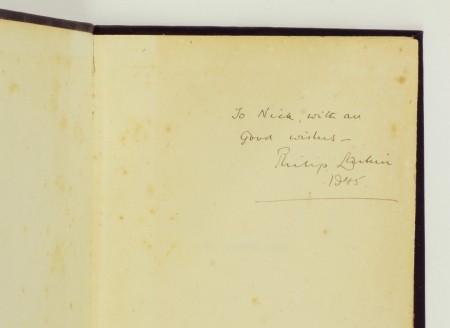 To Nick, with all
Good wishes –
Philip Larkin
1945